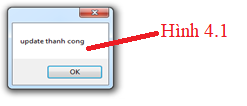 update thanh cong
Hình 4.1
OK